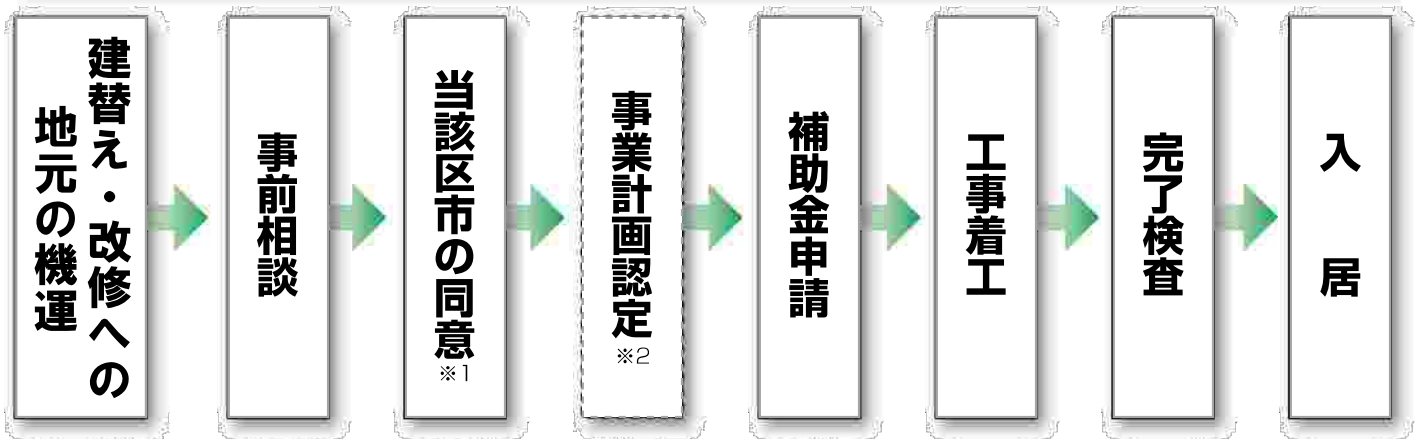 建替え・改修への
地元の機運
事前相談
当該区市の同意※1
事業計画認定※2
補助金申請
工事着工
完了検査
入居